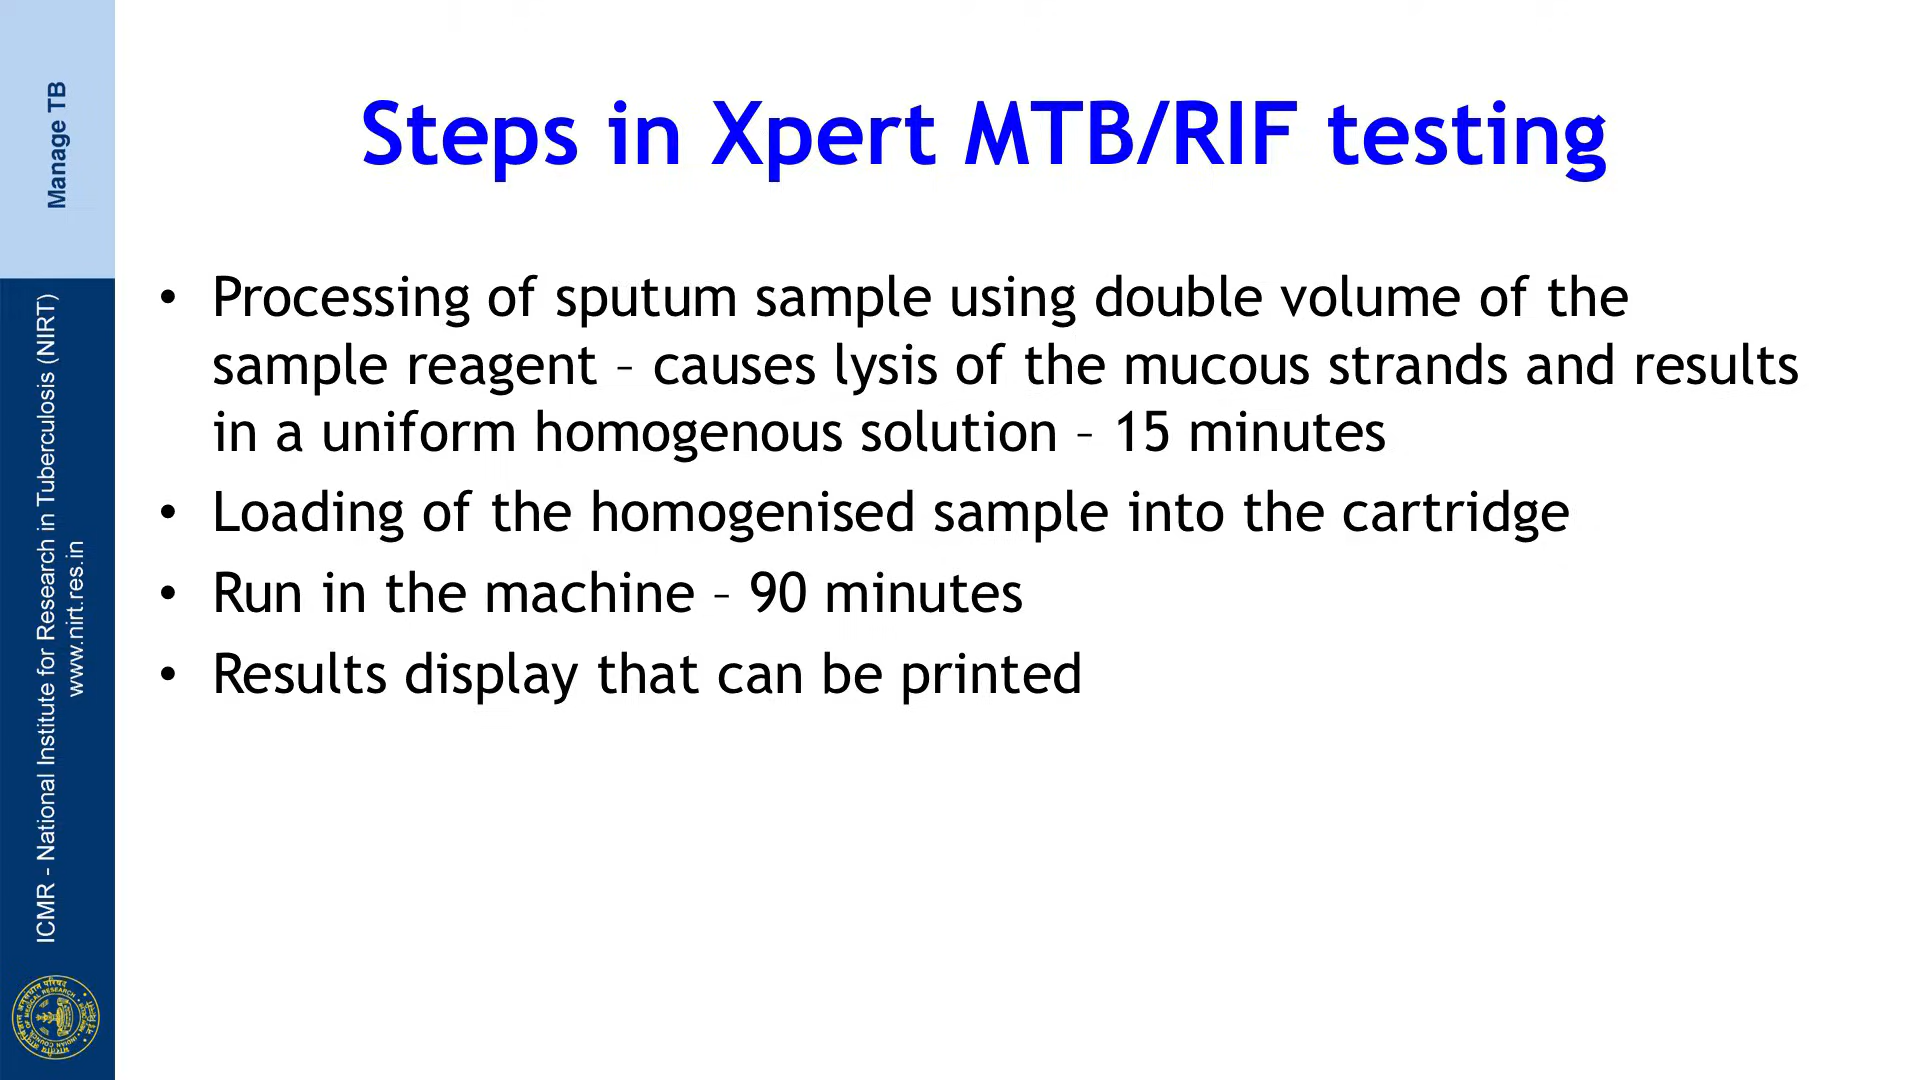 Manage TB
ICMR - National Institute for Research in Tuberculosis (NIRT)
www.nirt.res.in
Steps in Xpert MTB/RIF testing
• Processing of sputum sample using double volume of the
sample reagent – causes lysis of the mucous strands and results
in a uniform homogenous solution – 15 minutes
• Loading of the homogenised sample into the cartridge
• Run in the machine – 90 minutes
• Results display that can be printed